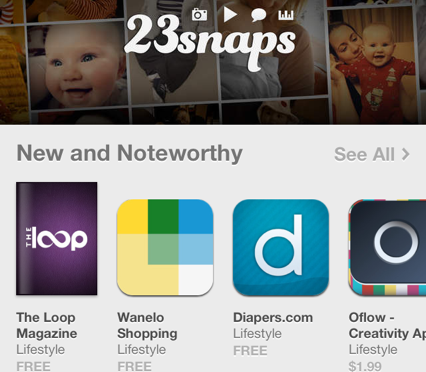 23snaps
New and Noteworthy
See All >
THE loop
d
O
The Loop
Magazine
Lifestyle
FREE
Wanelo
Shopping
Lifestyle
FREE
Diapers.com
Lifestyle
FREE
Oflow -
Creativity Ap
Lifestyle
$1.99